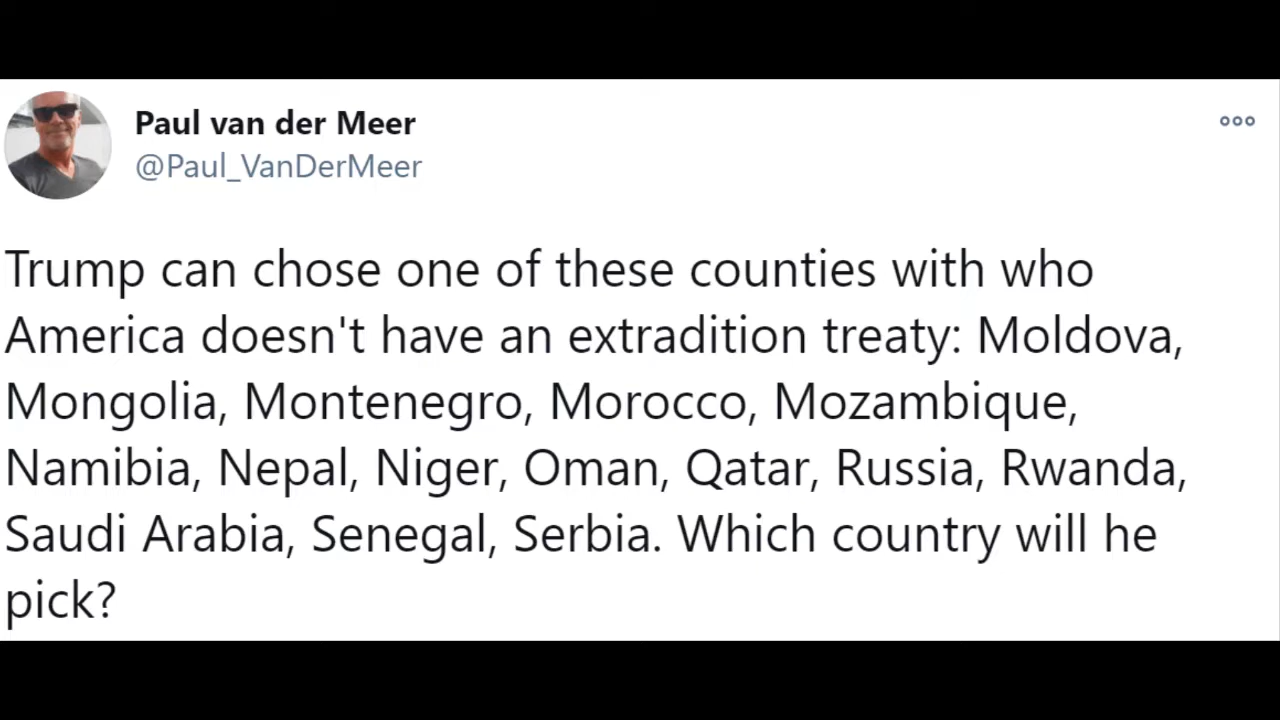 Paul van der Meer
@Paul_VanDerMeer
Trump can chose one of these counties with who
America doesn't have an extradition treaty: Moldova,
Mongolia, Montenegro, Morocco, Mozambique,
Namibia, Nepal, Niger, Oman, Qatar, Russia, Rwanda,
Saudi Arabia, Senegal, Serbia. Which country will he
pick?